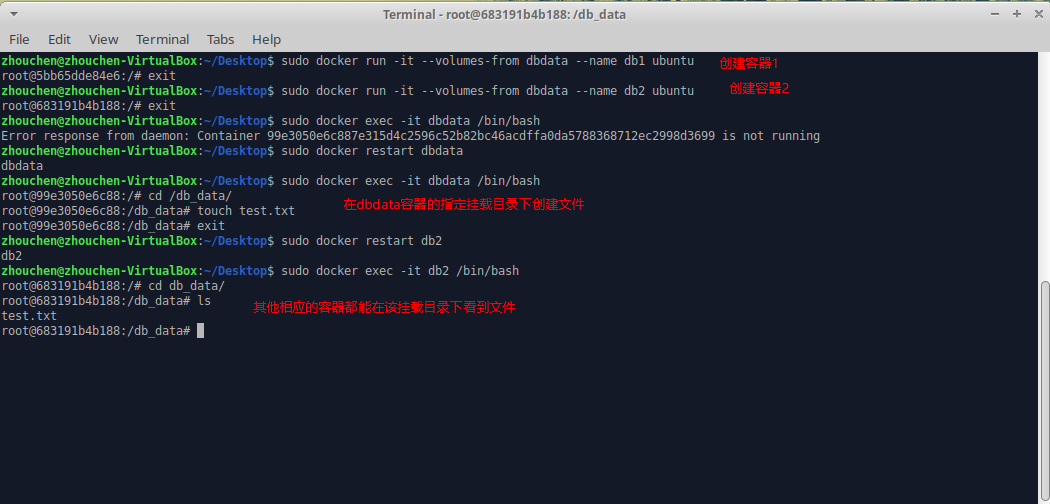 Terminal - root@683191b4b188: /db_data
File Edit View Terminal Tabs Help
zhouchen@zhouchen-VirtualBox:~/Desktop$ sudo docker run -it --volumes-from dbdata --name db1 ubuntu 创建容器1
root@5bb65dde84e6:/# exit
zhouchen@zhouchen-VirtualBox:~/Desktop$ sudo docker run -it --volumes-from dbdata --name db2 ubuntu 创建容器2
root@683191b4b188:/# exit
zhouchen@zhouchen-VirtualBox:~/Desktop$ sudo docker exec -it dbdata /bin/bash
Error response from daemon: Container 99e3050e6c887e315d4c2596c52b82bc46acdffa0da5788368712ec2998d3699 is not running
zhouchen@zhouchen-VirtualBox:~/Desktop$ sudo docker restart dbdata
dbdata
zhouchen@zhouchen-VirtualBox:~/Desktop$ sudo docker exec -it dbdata /bin/bash
root@99e3050e6c88:/# cd /db_data/
root@99e3050e6c88:/db_data# touch test.txt 在dbdata容器的指定挂载目录下创建文件
root@99e3050e6c88:/db_data# exit
zhouchen@zhouchen-VirtualBox:~/Desktop$ sudo docker restart db2
db2
zhouchen@zhouchen-VirtualBox:~/Desktop$ sudo docker exec -it db2 /bin/bash
root@683191b4b188:/# cd db_data/
root@683191b4b188:/db_data# ls 其他相应的容器都能在该挂载目录下看到文件
test.txt
root@683191b4b188:/db_data#